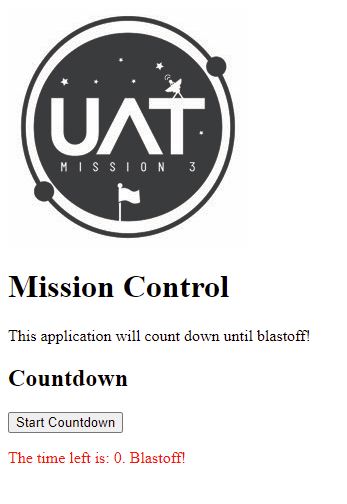 UAT
MISSION 3
Mission Control
This application will count down until blastoff!
Countdown
Start Countdown
The time left is: 0. Blastoff!